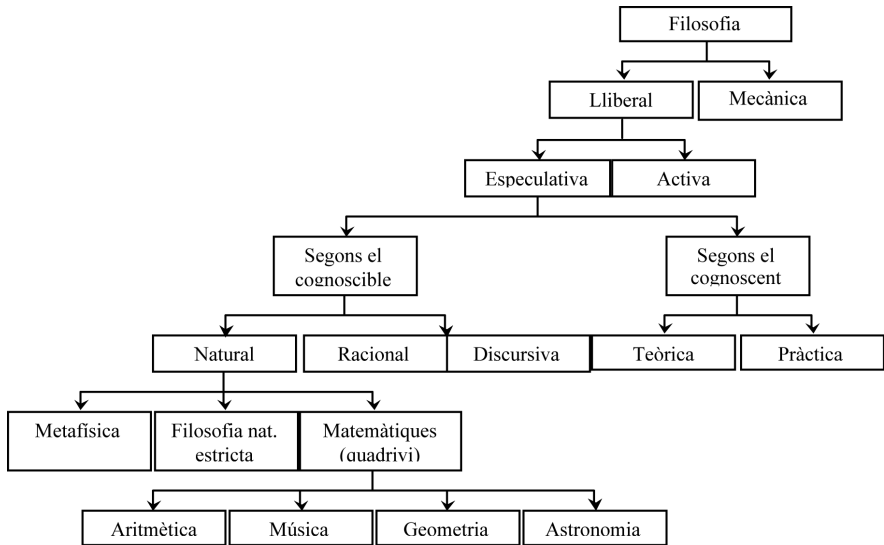 Filosofia
Lliberal
Mecànica
Especulativa
Activa
Segons el
cognoscible
Segons el
cognoscent
Natural
Racional
Discursiva
Teòrica
Pràctica
Metafísica
Filosofia nat.
estricta
Matemàtiques
(quadrivi)
Aritmètica
Música
Geometria
Astronomia